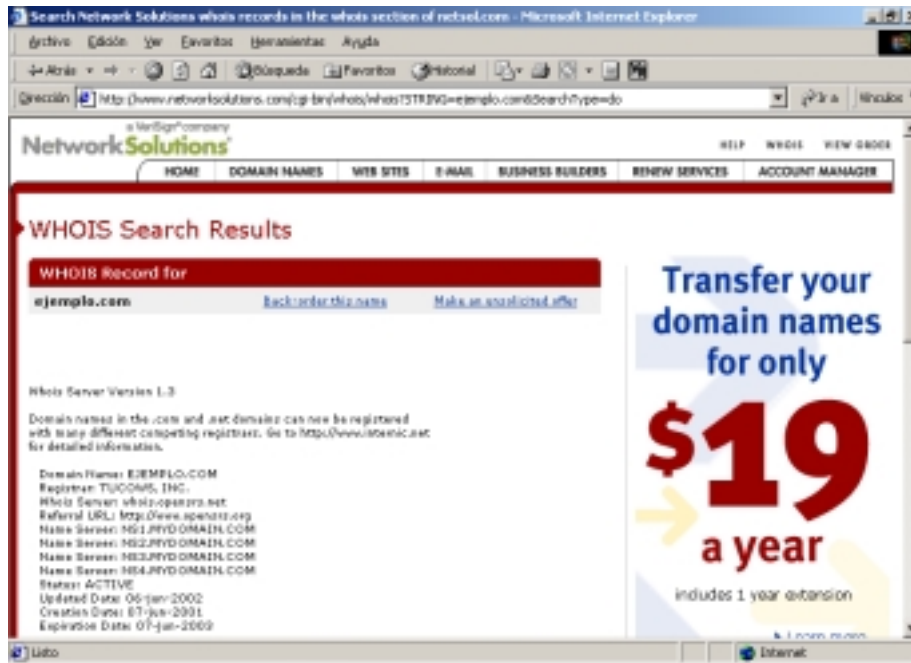 Search Network Solutions whois records in the whois section of netsol.com - Microsoft Internet Explorer
Archivo Edición Ver Favoritos Herramientas Ayuda
Atrás Búsqueda Favoritos Historial
Dirección http://www.networksolutions.com/cgi-bin/whois/whois?STRING=ejemplo.com&SearchType=do Ir a Vínculos
a VeriSign company
NetworkSolutions
HELP WHOIS VIEW ORDER
HOME DOMAIN NAMES WEB SITES E-MAIL BUSINESS BUILDERS RENEW SERVICES ACCOUNT MANAGER
WHOIS Search Results
WHOIS Record for
ejemplo.com Back-order this name Make an unsolicited offer
Whois Server Version 1.3
Domain names in the .com and .net domains can now be registered
with many different competing registrars. Go to http://www.internic.net
for detailed information.
Domain Name: EJEMPLO.COM
Registrar: TUCOWS, INC.
Whois Server: whois.opensrs.net
Referral URL: http://www.opensrs.org
Name Server: NS1.MYDOMAIN.COM
Name Server: NS2.MYDOMAIN.COM
Name Server: NS3.MYDOMAIN.COM
Name Server: NS4.MYDOMAIN.COM
Status: ACTIVE
Updated Date: 06-jun-2002
Creation Date: 07-jun-2001
Expiration Date: 07-jun-2003
Transfer your
domain names
for only
$19
a year
includes 1 year extension
Learn more
Listo Internet